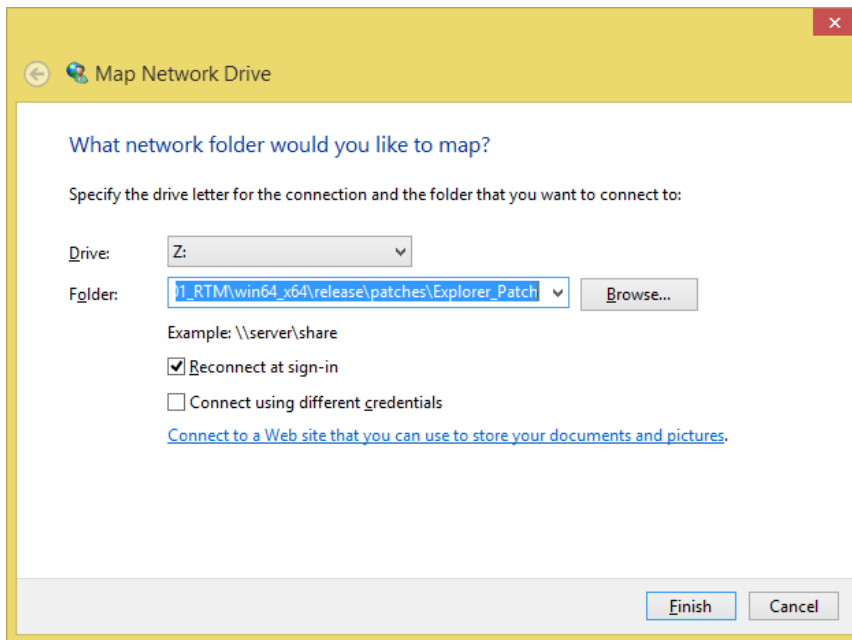 Map Network Drive
What network folder would you like to map?
Specify the drive letter for the connection and the folder that you want to connect to:
Drive: Z:
Folder: 01_RTM\win64_x64\release\patches\Explorer_Patch Browse...
Example: \\server\share
Reconnect at sign-in
Connect using different credentials
Connect to a Web site that you can use to store your documents and pictures.
Finish Cancel